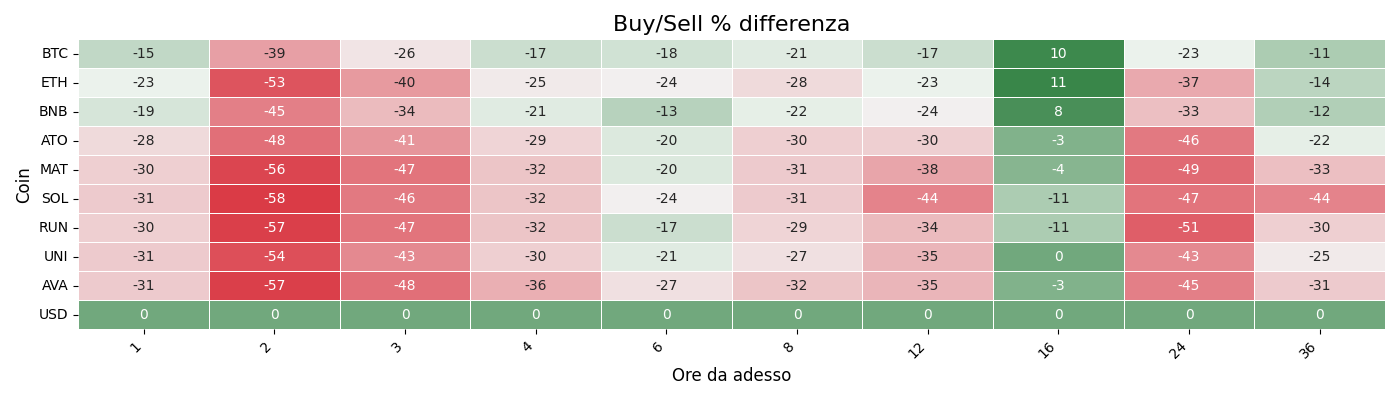 Buy/Sell % differenza
BTC -15 -39 -26 -17 -18 -21 -17 10 -23 -11
ETH -23 -53 -40 -25 -24 -28 -23 11 -37 -14
BNB -19 -45 -34 -21 -13 -22 -24 8 -33 -12
ATO -28 -48 -41 -29 -20 -30 -30 -3 -46 -22
MAT -30 -56 -47 -32 -20 -31 -38 -4 -49 -33
SOL -31 -58 -46 -32 -24 -31 -44 -11 -47 -44
RUN -30 -57 -47 -32 -17 -29 -34 -11 -51 -30
UNI -31 -54 -43 -30 -21 -27 -35 0 -43 -25
AVA -31 -57 -48 -36 -27 -32 -35 -3 -45 -31
USD 0 0 0 0 0 0 0 0 0 0
Coin
1 2 3 4 6 8 12 16 24 36
Ore da adesso